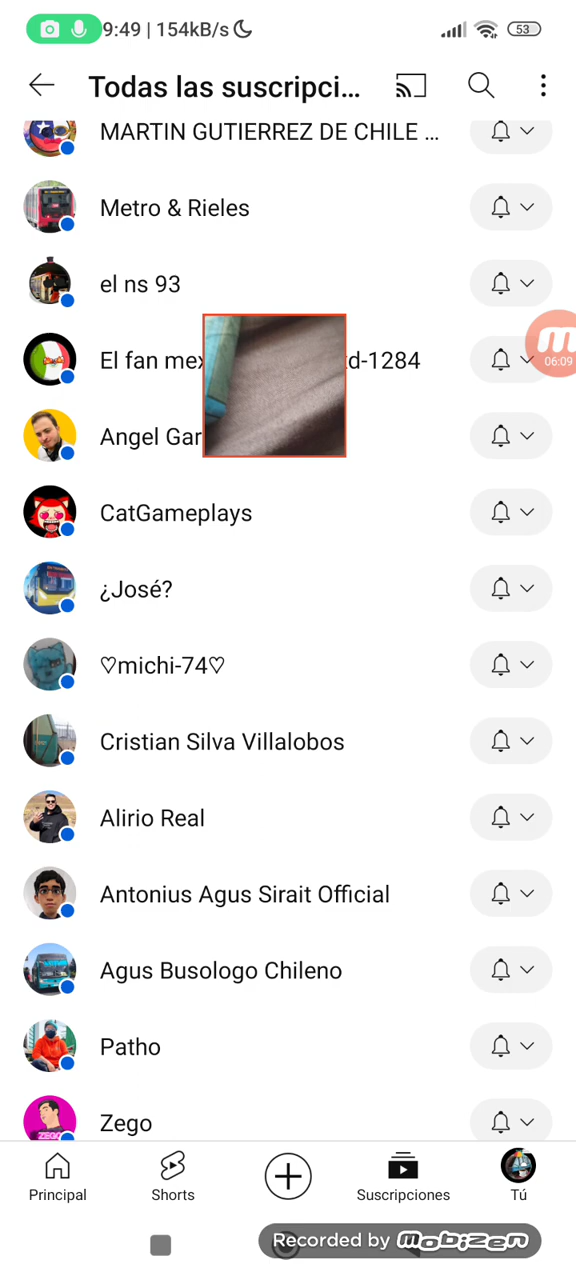 9:49 | 154kB/s
53
Todas las suscripci...
MARTIN GUTIERREZ DE CHILE ...
Metro & Rieles
el ns 93
El fan mex d-1284
06:09
Angel Gar
CatGameplays
¿José?
♡michi-74♡
Cristian Silva Villalobos
Alirio Real
Antonius Agus Sirait Official
Agus Busologo Chileno
Patho
Zego
Principal
Shorts
Suscripciones
Tú
Recorded by Mobizen